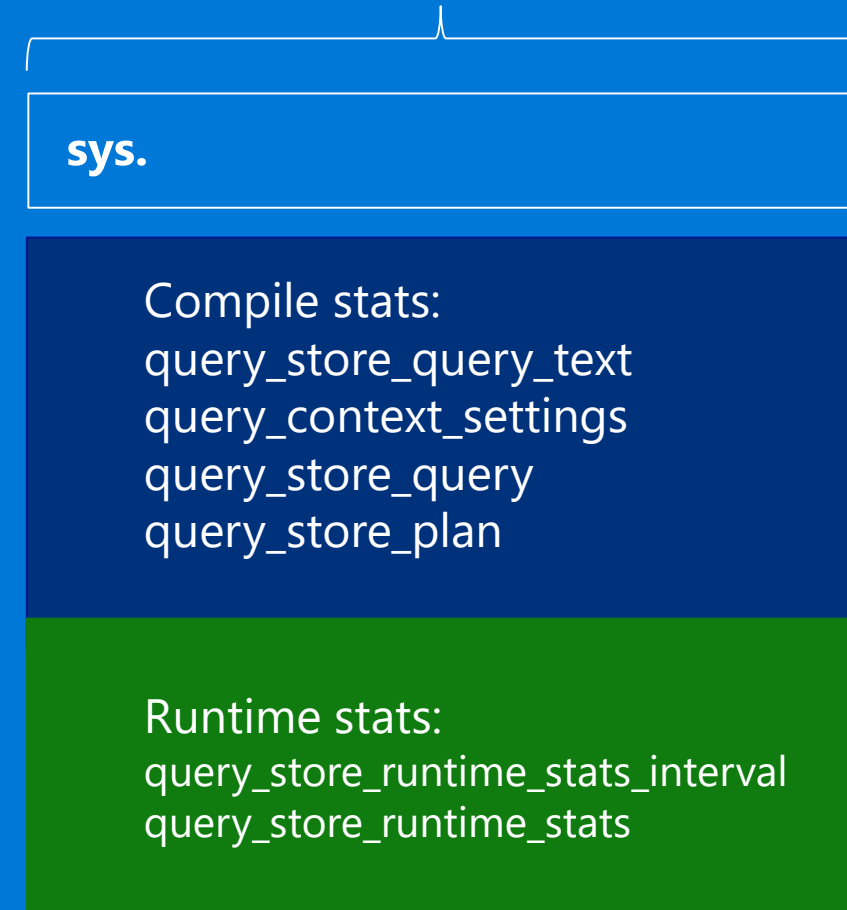 sys.
Compile stats:
query_store_query_text
query_context_settings
query_store_query
query_store_plan
Runtime stats:
query_store_runtime_stats_interval
query_store_runtime_stats